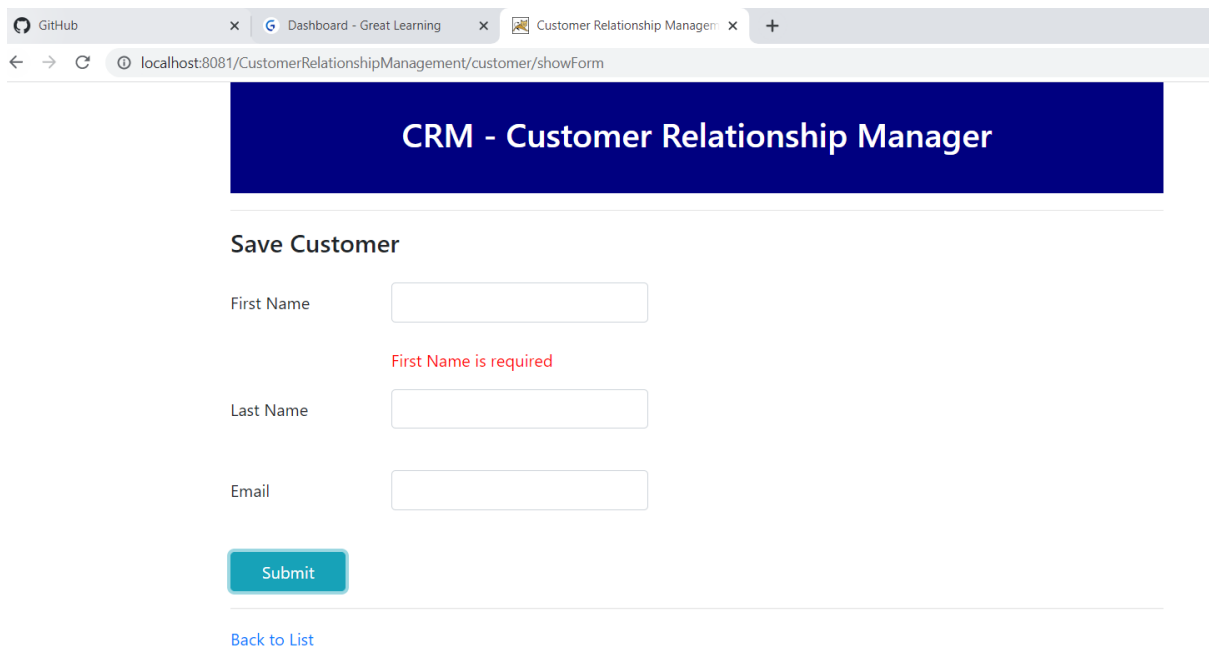 GitHub
Dashboard - Great Learning
Customer Relationship Managem
localhost:8081/CustomerRelationshipManagement/customer/showForm
CRM - Customer Relationship Manager
Save Customer
First Name
First Name is required
Last Name
Email
Submit
Back to List